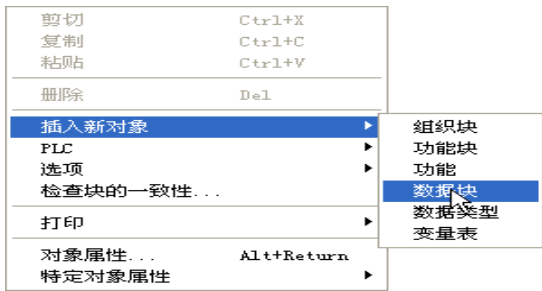 剪切 Ctrl+X
复制 Ctrl+C
粘贴 Ctrl+V
删除 Del
插入新对象
PLC
选项
检查块的一致性...
打印
对象属性... Alt+Return
特定对象属性
组织块
功能块
功能
数据块
数据类型
变量表